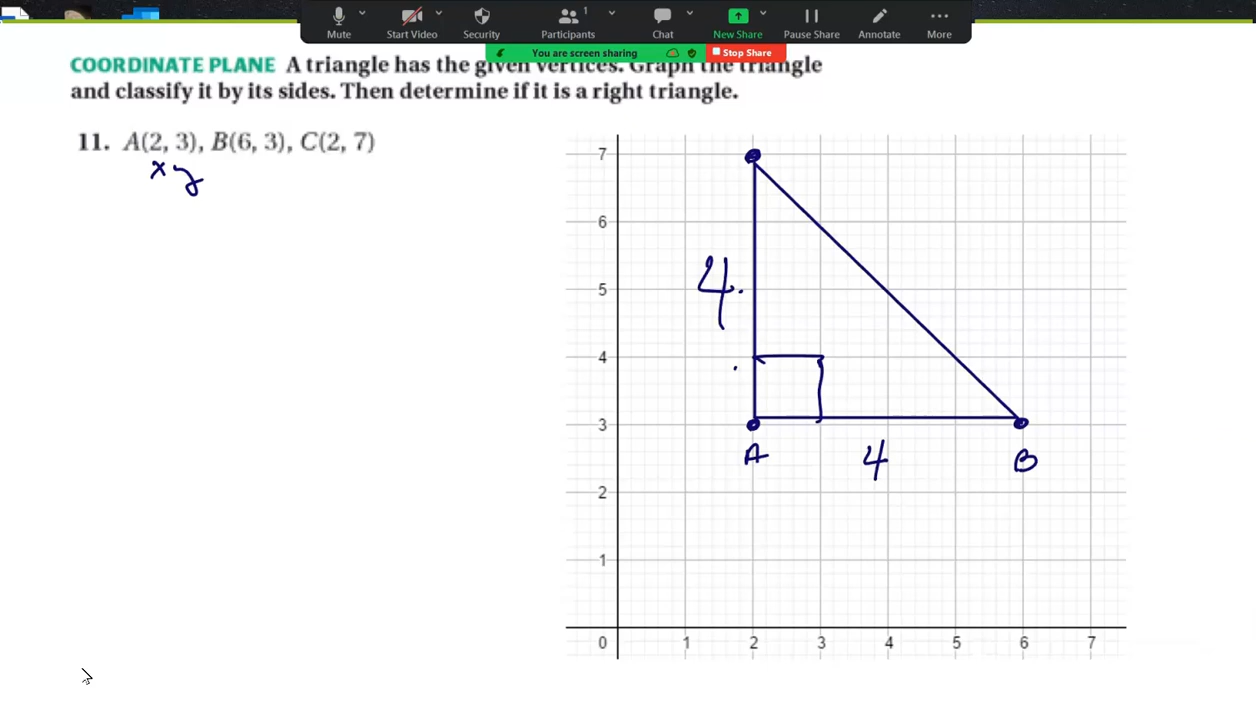 Mute
Start Video
Security
Participants
1
Chat
New Share
Pause Share
Annotate
More
You are screen sharing
Stop Share
COORDINATE PLANE A triangle has the given vertices. Graph the triangle
and classify it by its sides. Then determine if it is a right triangle.
11. A(2, 3), B(6, 3), C(2, 7)
x y
7
6
5
4
3
2
1
0 1 2 3 4 5 6 7
4
A
4
B